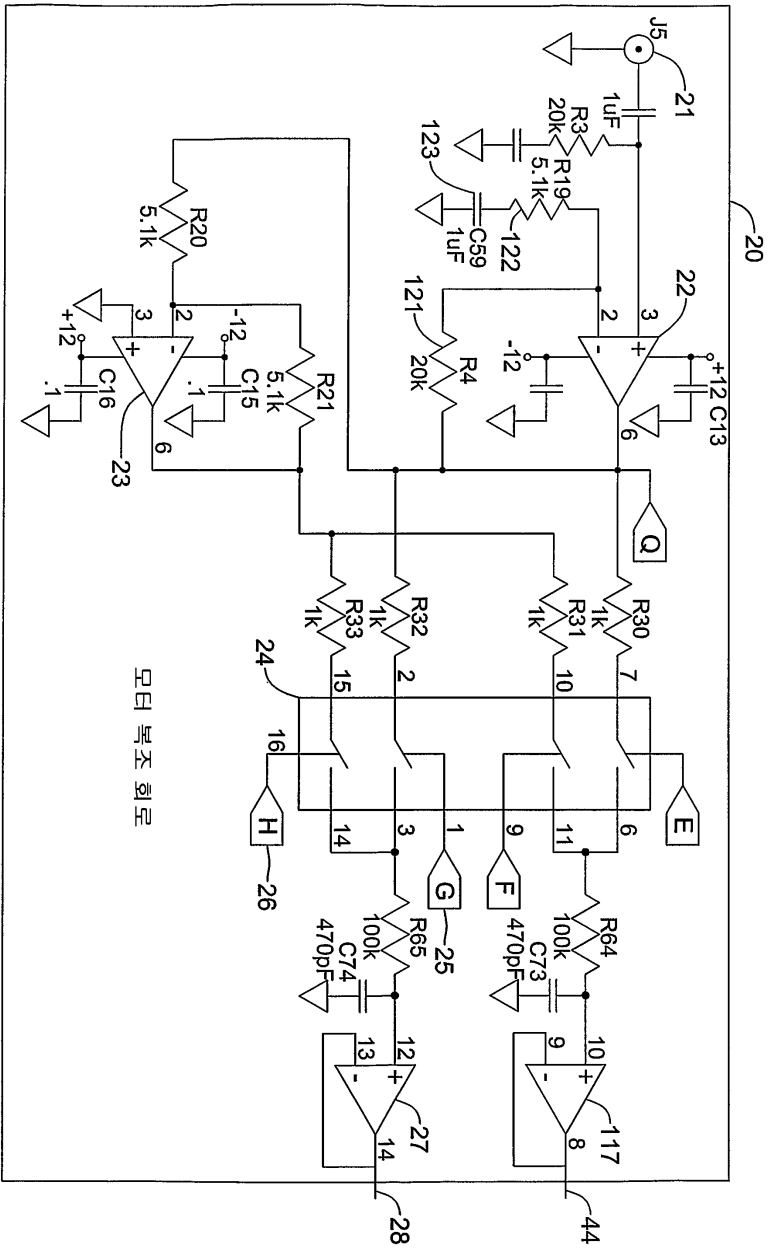 20
J5
21
1uF
R3
20k
R19
5.1k
122
123
C59
1uF
22
3
2
6
+12 C13
-12
121
R4
20k
Q
R20
5.1k
2
3
-12
C15
.1
+12
C16
.1
23
6
R21
5.1k
R30
1k
7
R31
1k
10
R32
1k
2
R33
1k
15
24
E
6
11
9
F
1
G
25
3
14
16
H
26
R64
100k
C73
470pF
10
9
8
117
44
R65
100k
C74
470pF
12
13
14
27
28
+
-
+
-
+
-
+
-
모터 복조 회로